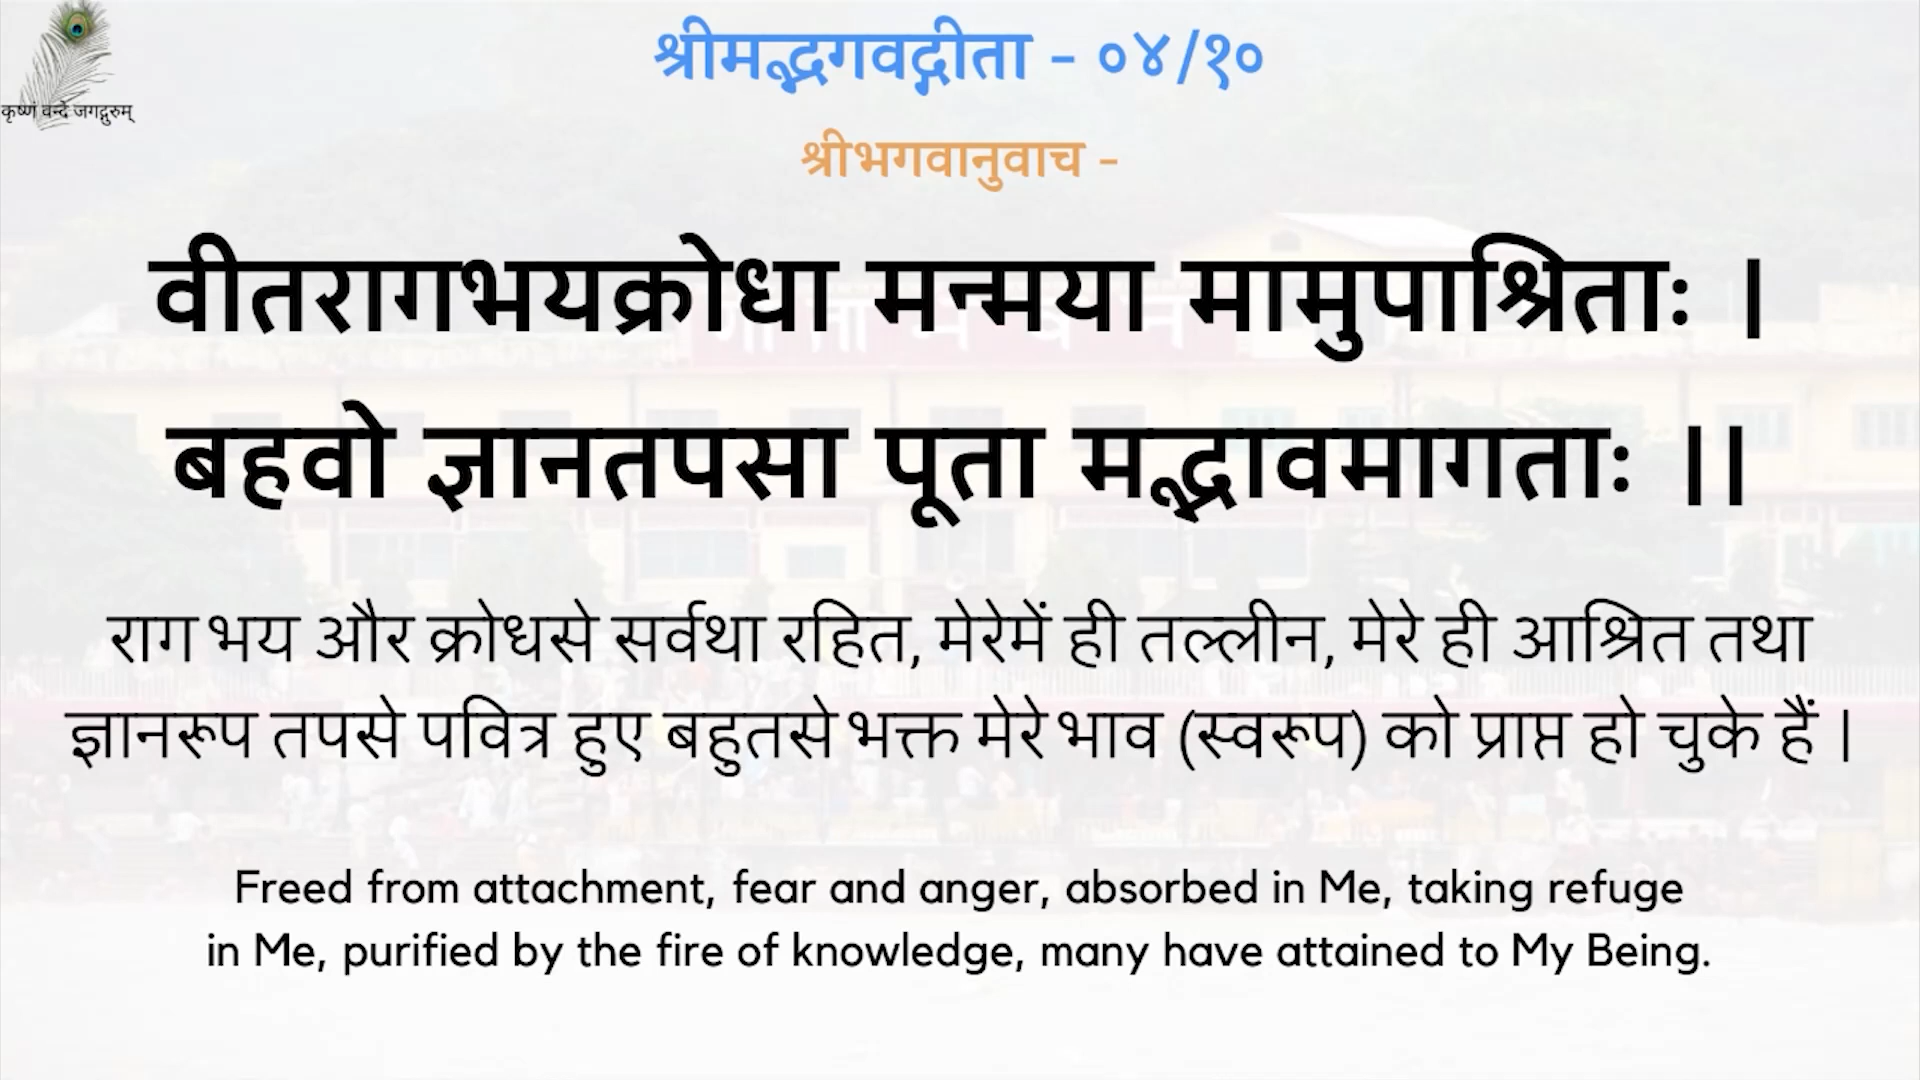 श्रीमद्भगवद्गीता - ०४/१०
कृष्णं वन्दे जगद्गुरुम्
श्रीभगवानुवाच -
वीतरागभयक्रोधा मन्मया मामुपाश्रिताः ।
बहवो ज्ञानतपसा पूता मद्भावमागताः ।।
राग भय और क्रोधसे सर्वथा रहित, मेरेमें ही तल्लीन, मेरे ही आश्रित तथा
ज्ञानरूप तपसे पवित्र हुए बहुतसे भक्त मेरे भाव (स्वरूप) को प्राप्त हो चुके हैं ।
Freed from attachment, fear and anger, absorbed in Me, taking refuge
in Me, purified by the fire of knowledge, many have attained to My Being.